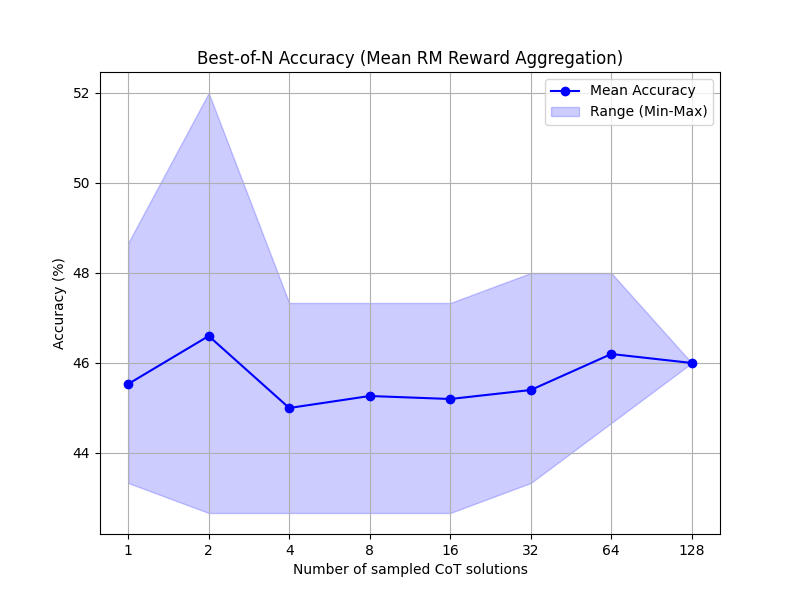 Best-of-N Accuracy (Mean RM Reward Aggregation)
Mean Accuracy
Range (Min-Max)
52
50
48
46
44
Accuracy (%)
1 2 4 8 16 32 64 128
Number of sampled CoT solutions